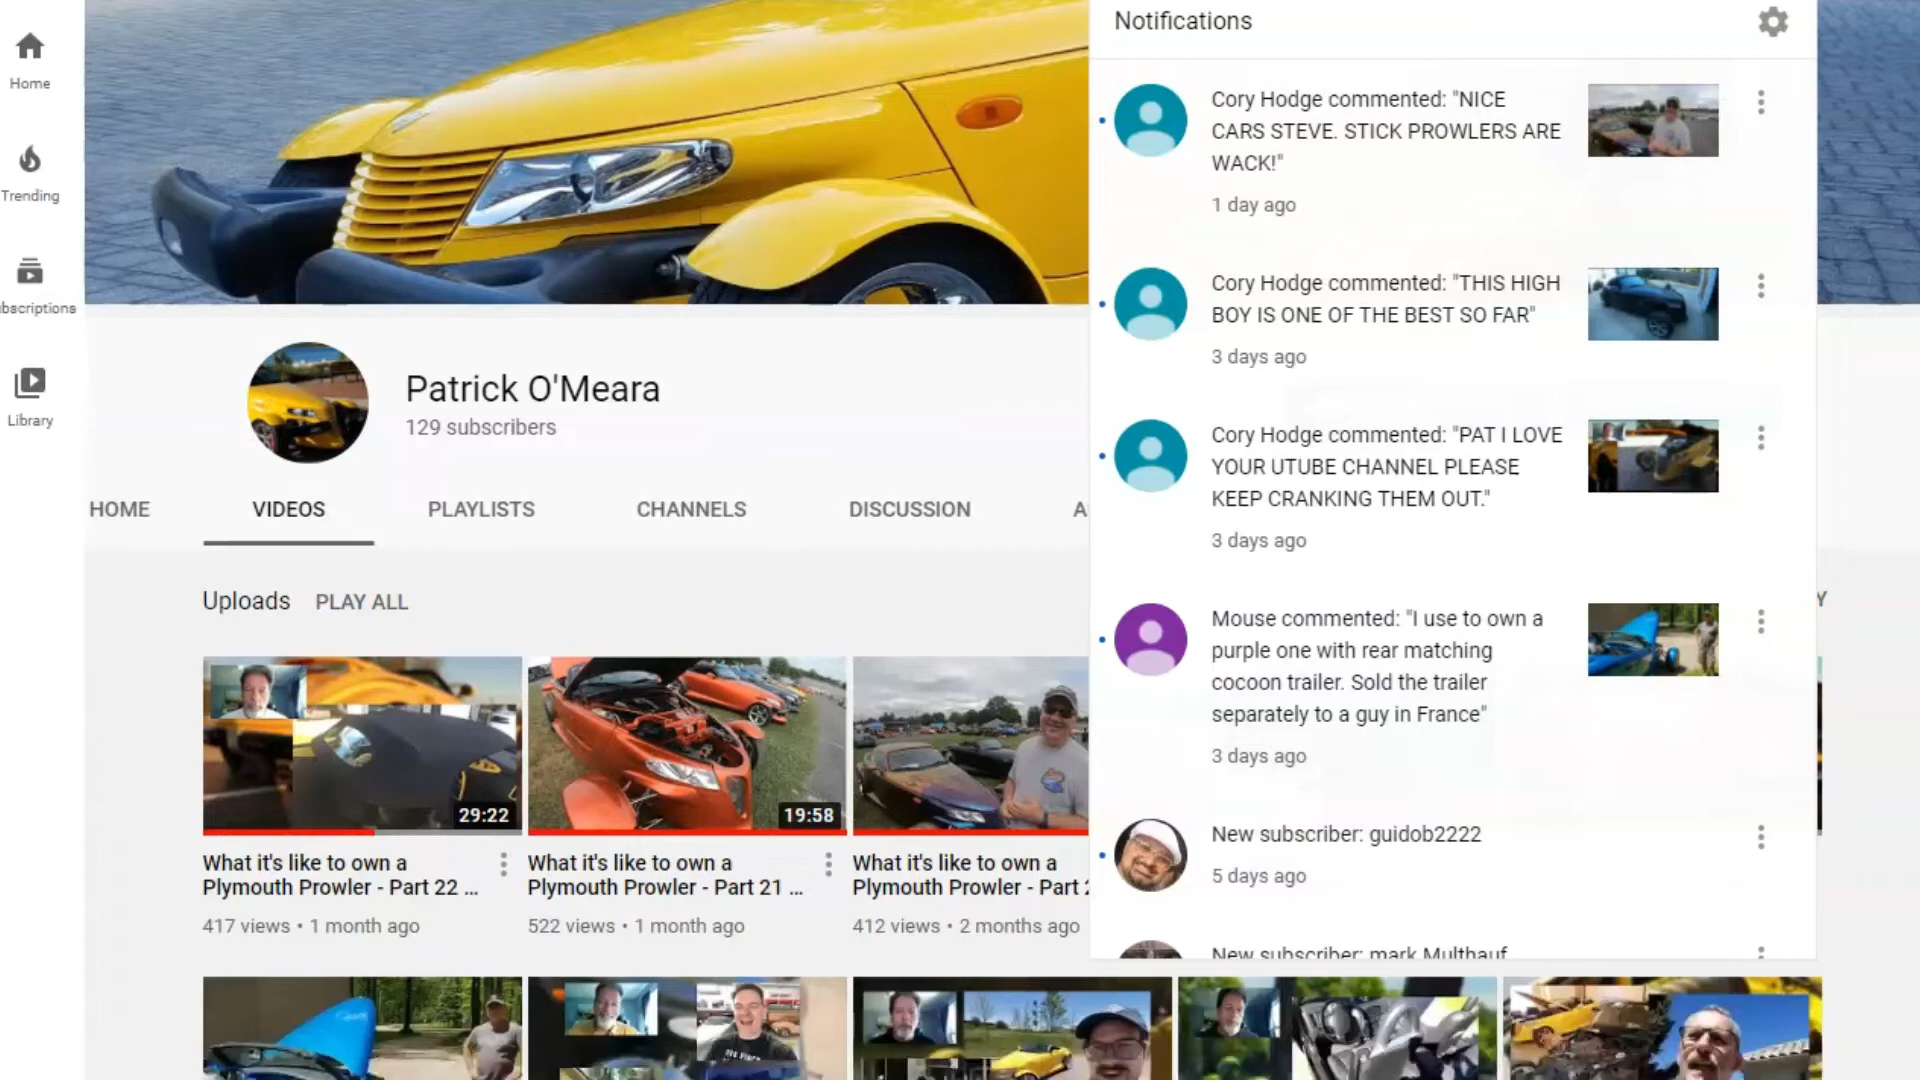 Home
Trending
bscriptions
Library
Patrick O'Meara
129 subscribers
HOME
VIDEOS
PLAYLISTS
CHANNELS
DISCUSSION
A
Uploads
PLAY ALL
Y
29:22
What it's like to own a
Plymouth Prowler - Part 22 ...
417 views • 1 month ago
19:58
What it's like to own a
Plymouth Prowler - Part 21 ...
522 views • 1 month ago
What it's like to own a
Plymouth Prowler - Part 2
412 views • 2 months ago
Notifications
Cory Hodge commented: "NICE
CARS STEVE. STICK PROWLERS ARE
WACK!"
1 day ago
Cory Hodge commented: "THIS HIGH
BOY IS ONE OF THE BEST SO FAR"
3 days ago
Cory Hodge commented: "PAT I LOVE
YOUR UTUBE CHANNEL PLEASE
KEEP CRANKING THEM OUT."
3 days ago
Mouse commented: "I use to own a
purple one with rear matching
cocoon trailer. Sold the trailer
separately to a guy in France"
3 days ago
New subscriber: guidob2222
5 days ago
New subscriber: mark Multhauf